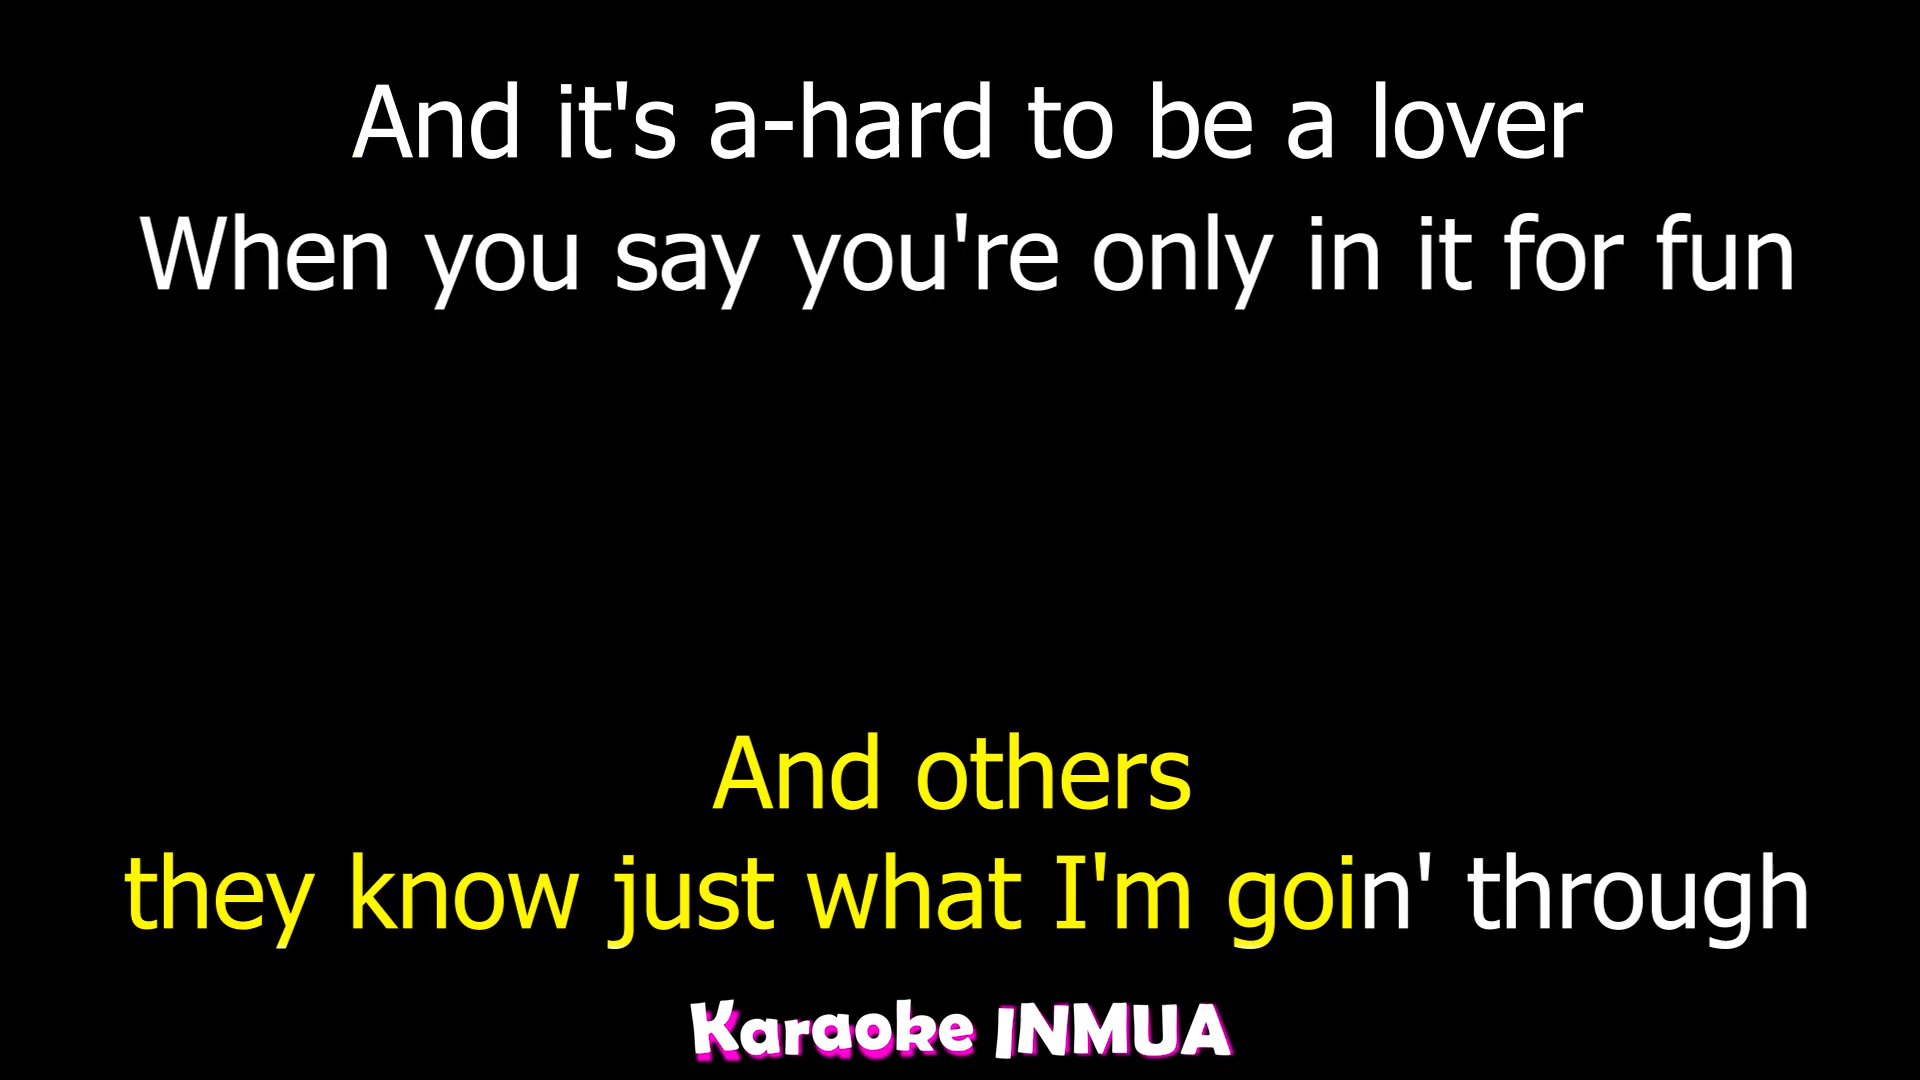 And it's a-hard to be a lover
When you say you're only in it for fun
And others
they know just what I'm goin' through
Karaoke INMUA